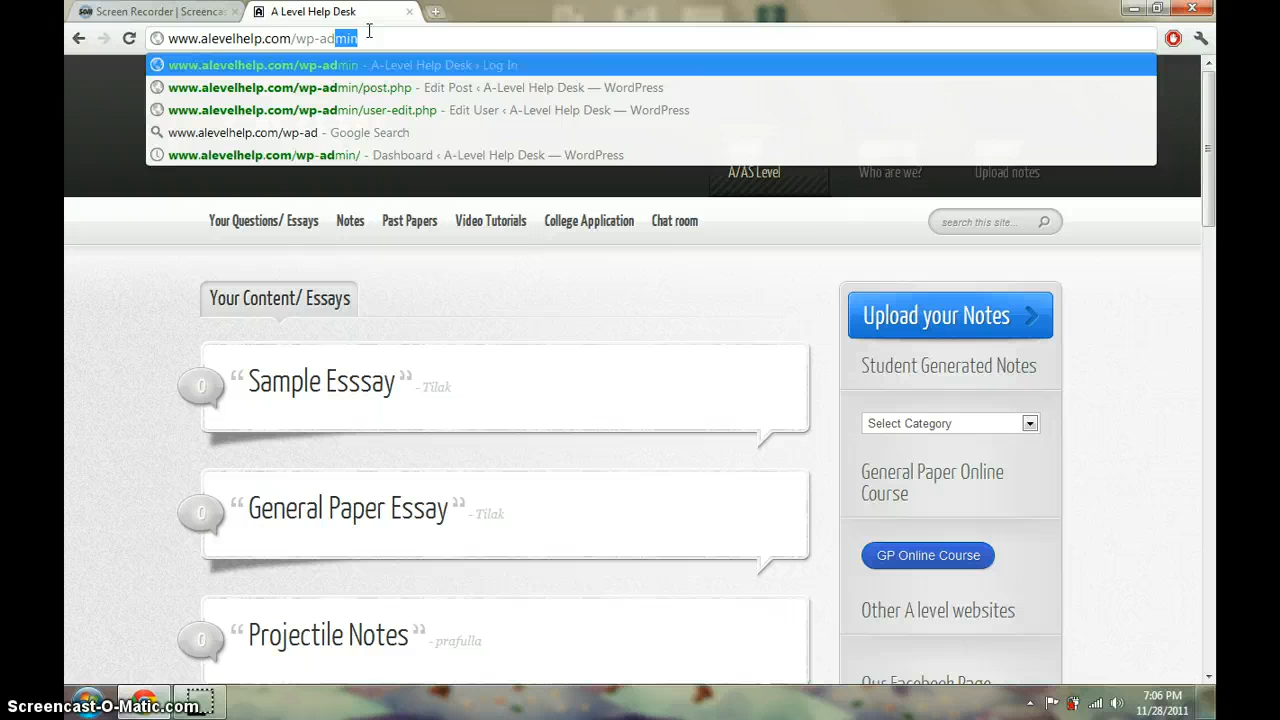 Screen Recorder | Screencas
A Level Help Desk
www.alevelhelp.com/wp-admin
www.alevelhelp.com/wp-admin - A-Level Help Desk › Log In
www.alevelhelp.com/wp-admin/post.php - Edit Post ‹ A-Level Help Desk — WordPress
www.alevelhelp.com/wp-admin/user-edit.php - Edit User ‹ A-Level Help Desk — WordPress
www.alevelhelp.com/wp-ad - Google Search
www.alevelhelp.com/wp-admin/ - Dashboard ‹ A-Level Help Desk — WordPress
A/AS Level
Who are we?
Upload notes
Your Questions/ Essays
Notes
Past Papers
Video Tutorials
College Application
Chat room
search this site...
Your Content/ Essays
0
“ Sample Esssay ” - Tilak
0
“ General Paper Essay ” - Tilak
0
“ Projectile Notes ” - prafulla
Upload your Notes
Student Generated Notes
Select Category
General Paper Online
Course
GP Online Course
Other A level websites
Our Facebook Page
7:06 PM
11/28/2011
Screencast-O-Matic.com